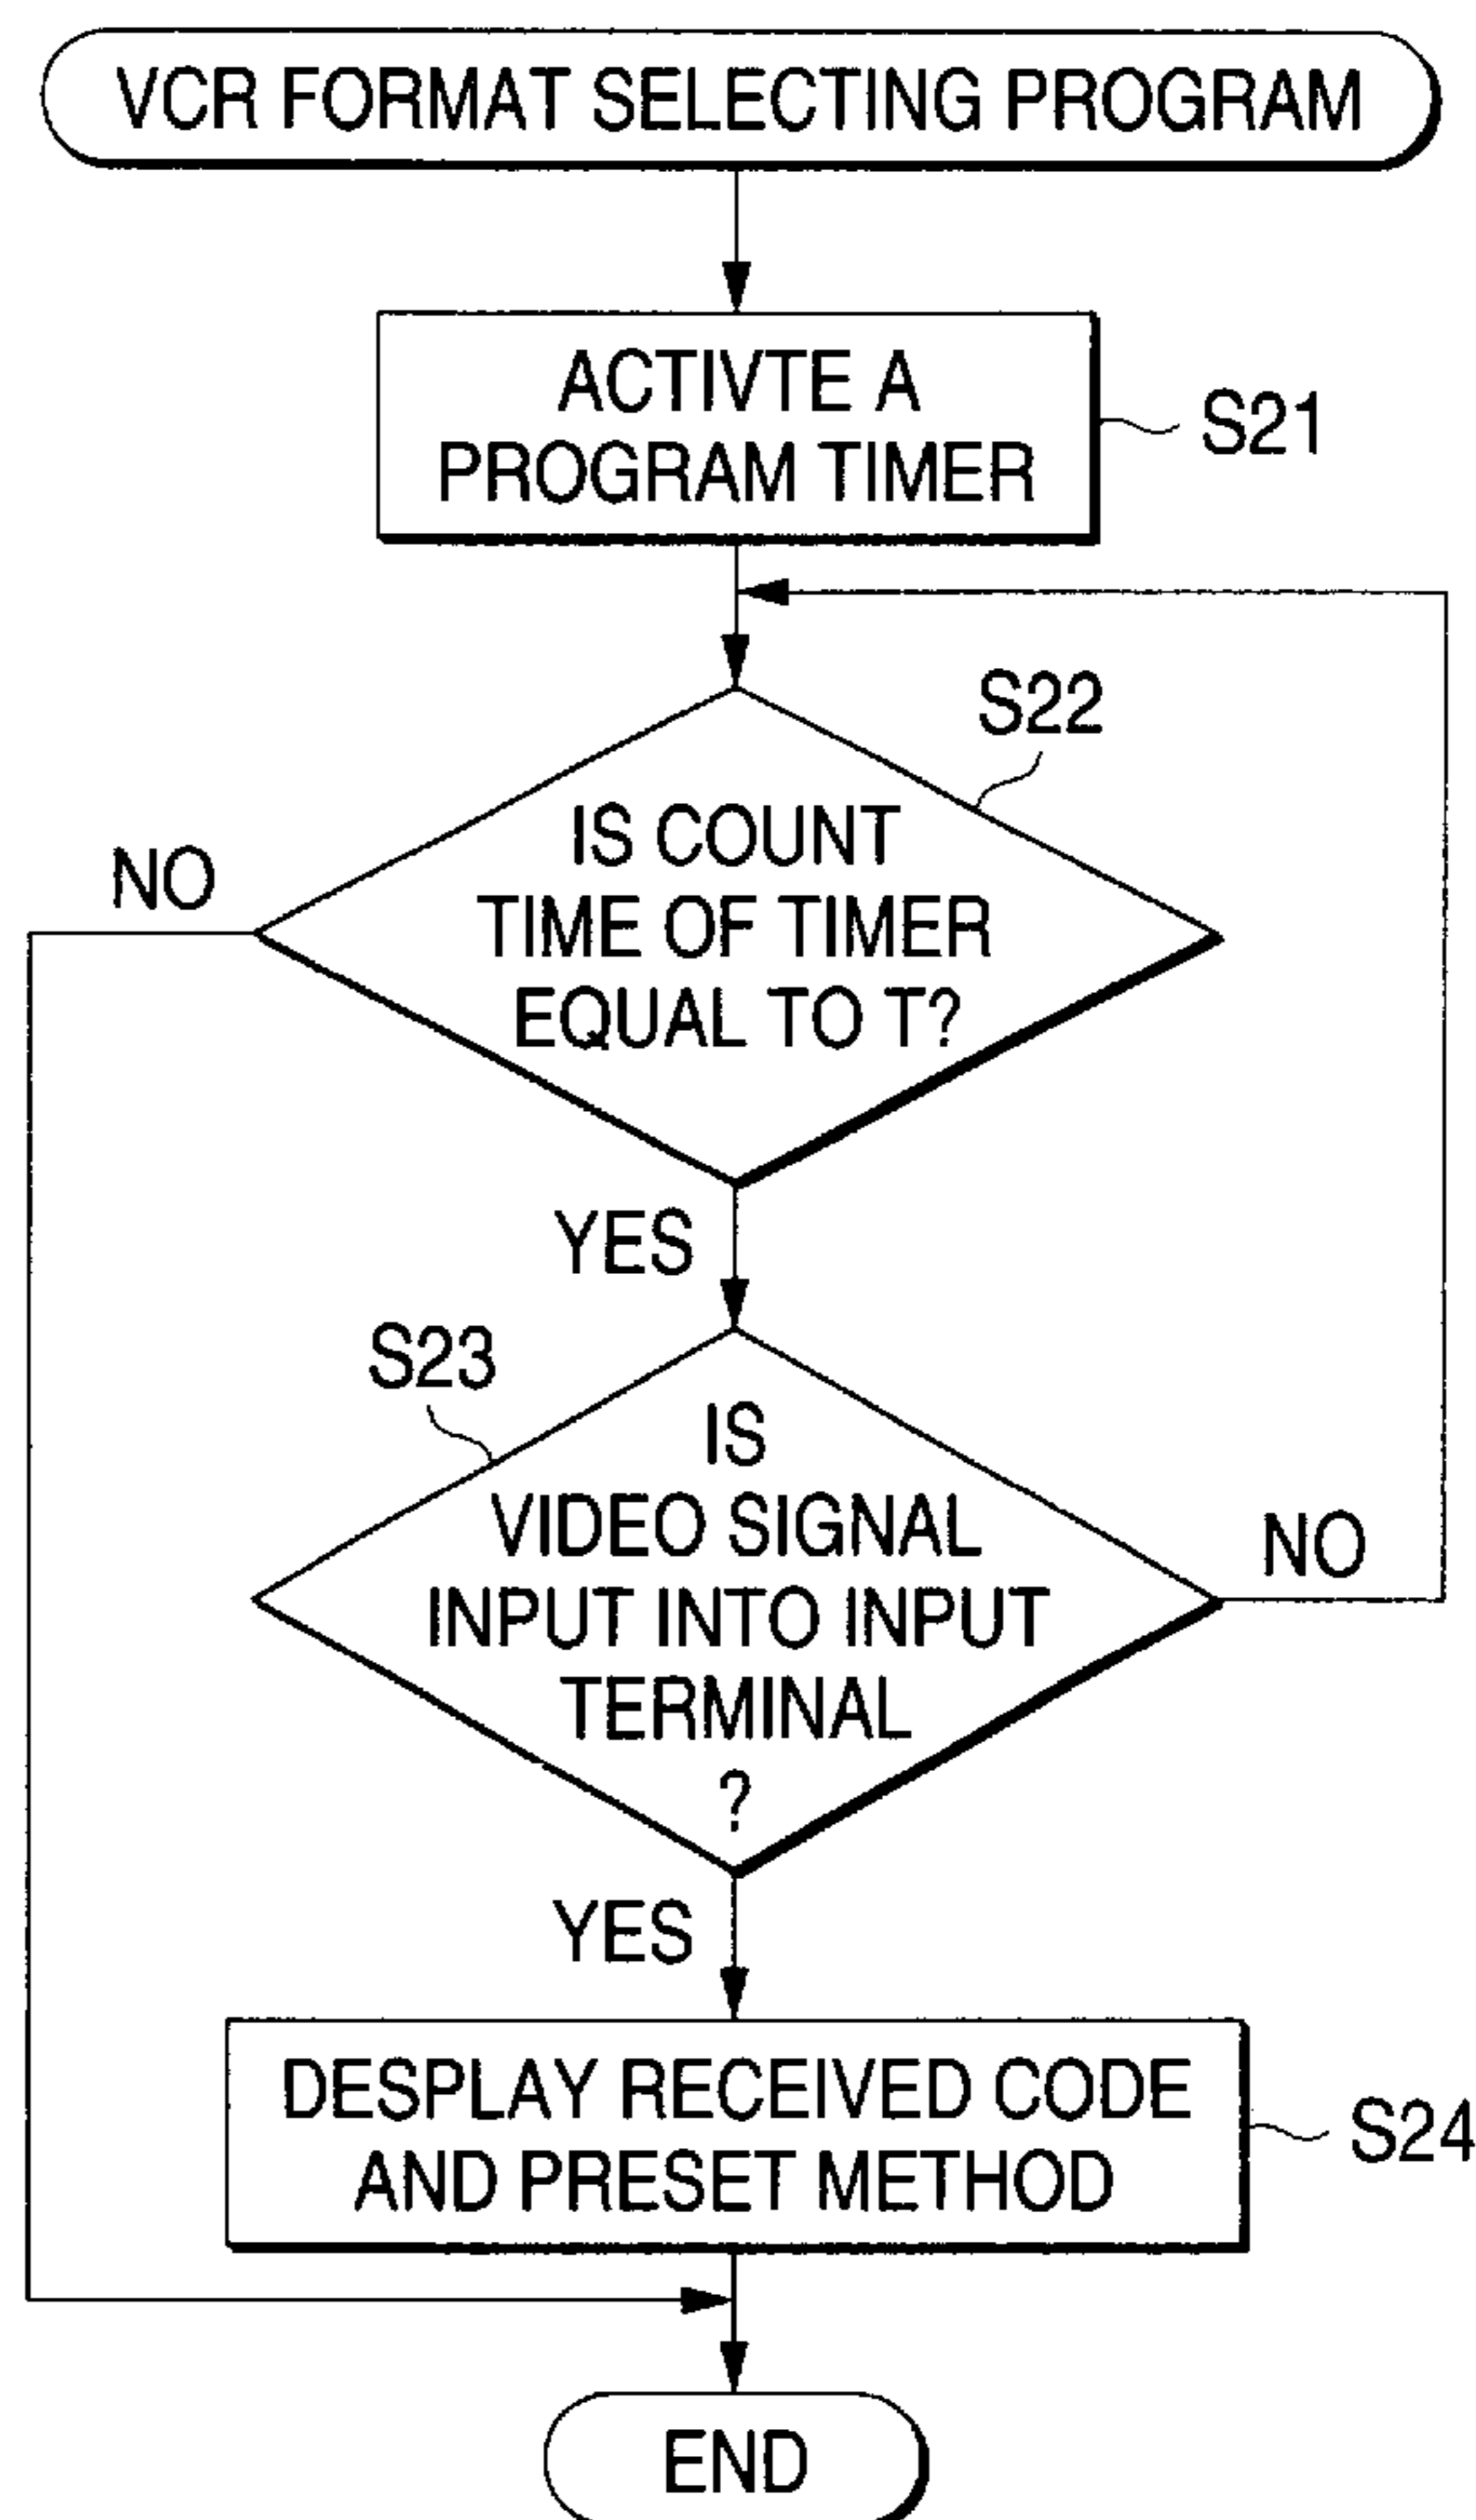 VCR FORMAT SELECTING PROGRAM
ACTIVTE A
PROGRAM TIMER
S21
S22
IS COUNT
TIME OF TIMER
EQUAL TO T?
NO
YES
S23
IS
VIDEO SIGNAL
INPUT INTO INPUT
TERMINAL
?
NO
YES
DESPLAY RECEIVED CODE
AND PRESET METHOD
S24
END